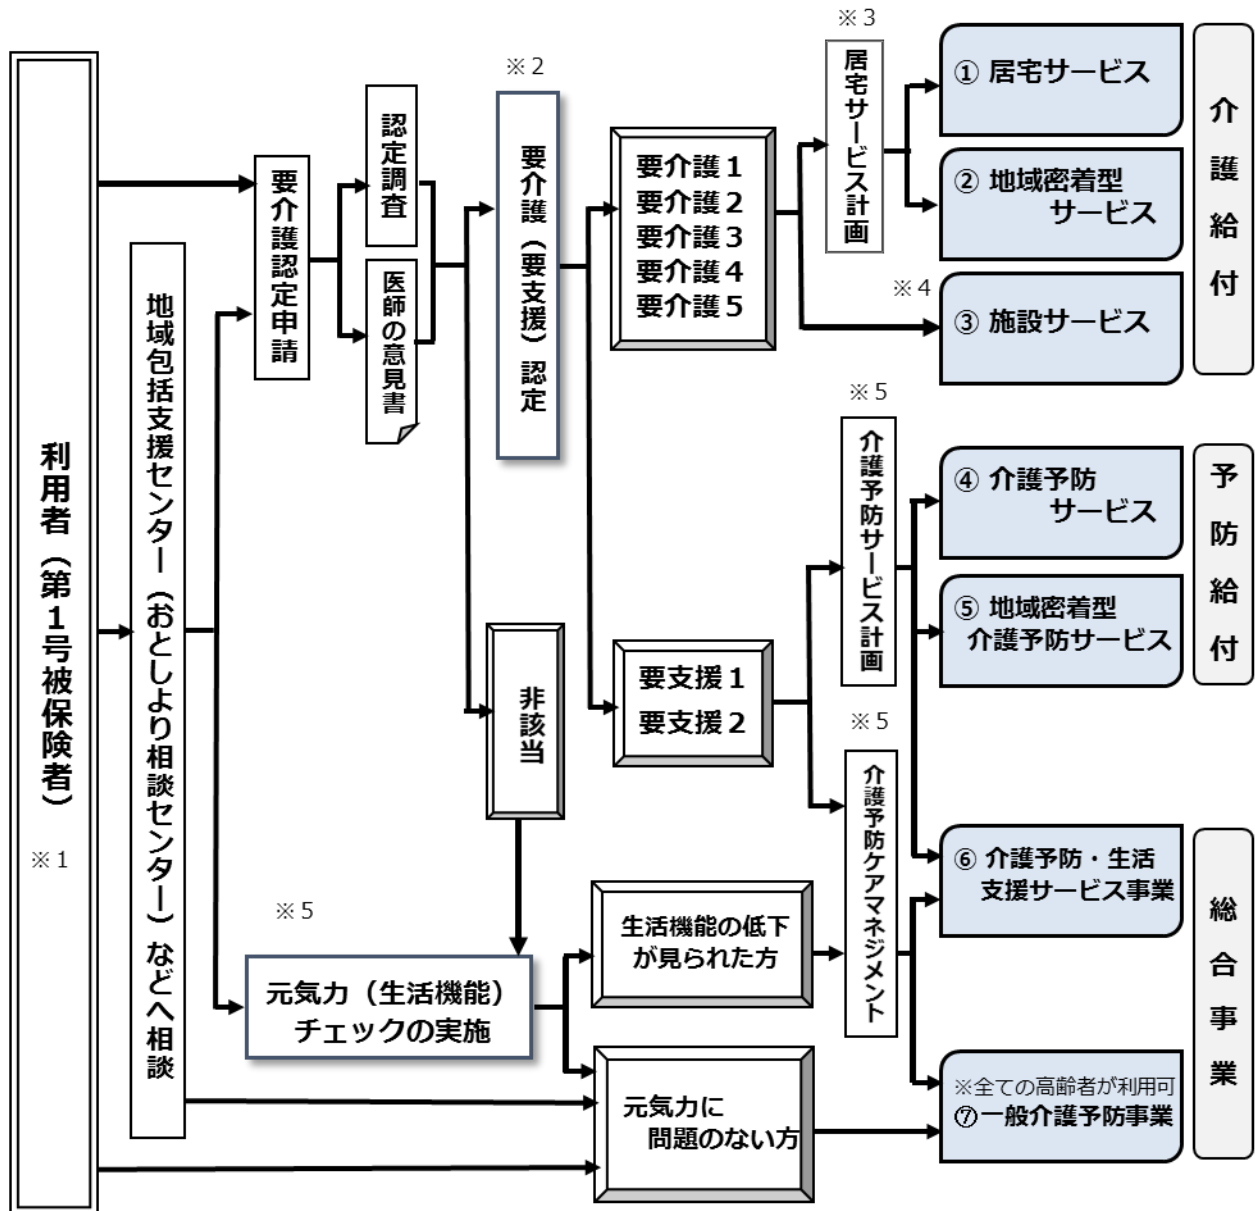 利用者（第１号被保険者）
※１
地域包括支援センター（おとしより相談センター）などへ相談
要介護認定申請
認定調査
医師の意見書
※２
要介護（要支援）認定
非該当
※５
元気力（生活機能）
チェックの実施
要介護１
要介護２
要介護３
要介護４
要介護５
要支援１
要支援２
生活機能の低下
が見られた方
元気力に
問題のない方
※３
居宅サービス計画
※４
※５
介護予防サービス計画
※５
介護予防ケアマネジメント
① 居宅サービス
② 地域密着型
サービス
③ 施設サービス
介護給付
④ 介護予防
サービス
⑤ 地域密着型
介護予防サービス
予防給付
⑥ 介護予防・生活
支援サービス事業
※全ての高齢者が利用可
⑦一般介護予防事業
総合事業